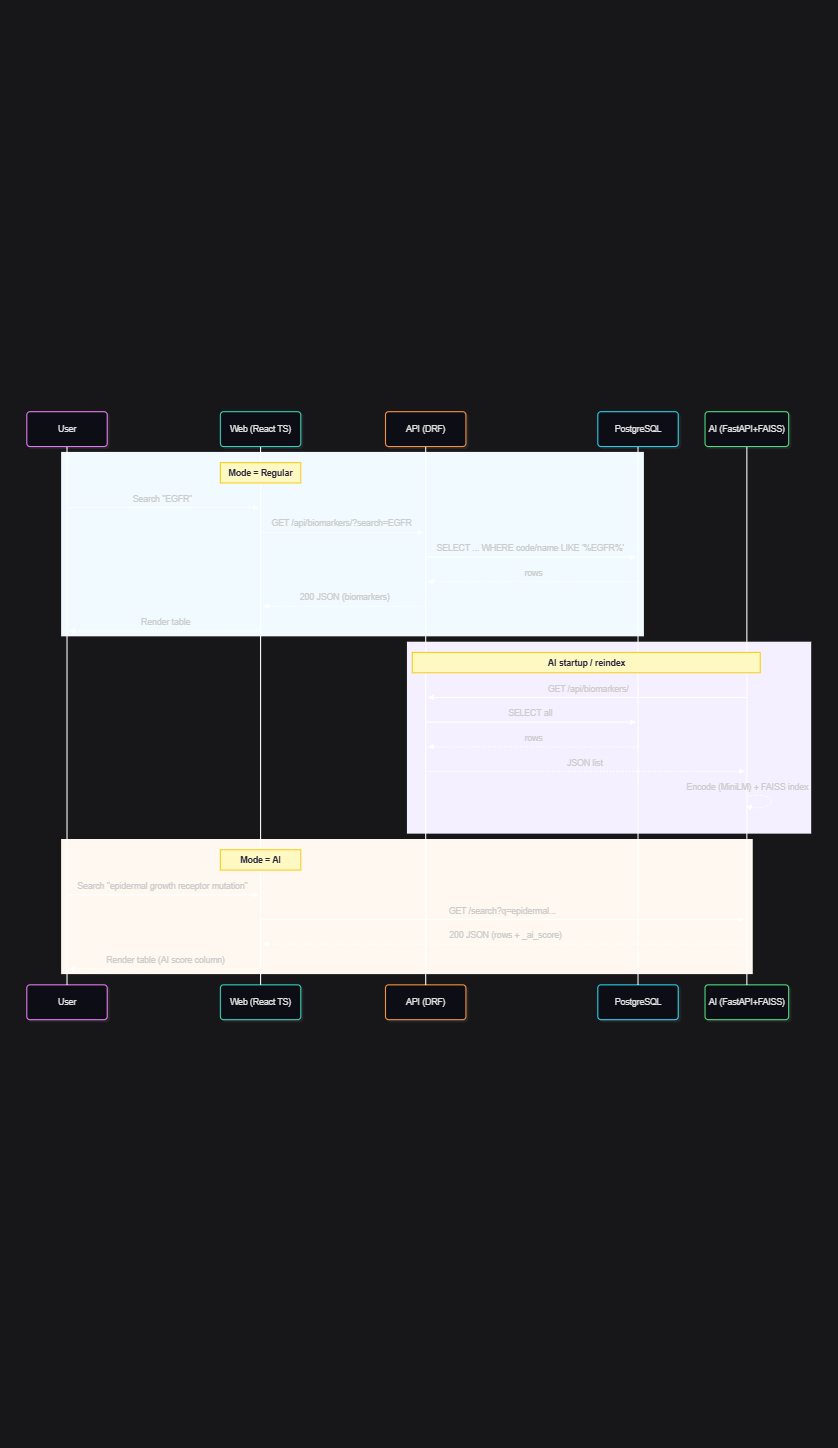 User
Web (React TS)
API (DRF)
PostgreSQL
AI (FastAPI+FAISS)
Mode = Regular
Search "EGFR"
GET /api/biomarkers/?search=EGFR
SELECT ... WHERE code/name LIKE '%EGFR%'
rows
200 JSON (biomarkers)
Render table
AI startup / reindex
GET /api/biomarkers/
SELECT all
rows
JSON list
Encode (MiniLM) + FAISS index
Mode = AI
Search "epidermal growth receptor mutation"
GET /search?q=epidermal...
200 JSON (rows + _ai_score)
Render table (AI score column)
User
Web (React TS)
API (DRF)
PostgreSQL
AI (FastAPI+FAISS)